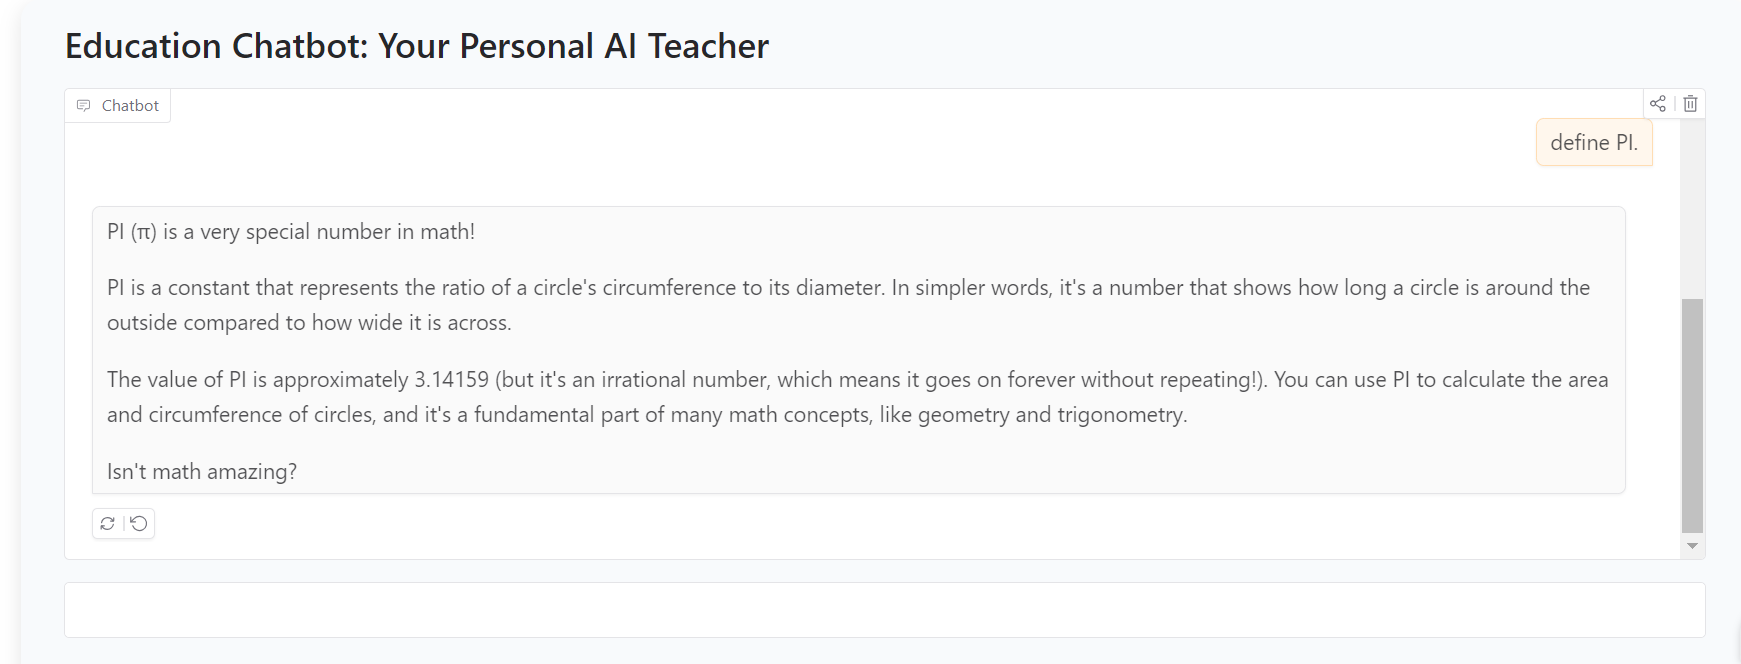 Education Chatbot: Your Personal AI Teacher
Chatbot
define PI.
PI (π) is a very special number in math!
PI is a constant that represents the ratio of a circle's circumference to its diameter. In simpler words, it's a number that shows how long a circle is around the
outside compared to how wide it is across.
The value of PI is approximately 3.14159 (but it's an irrational number, which means it goes on forever without repeating!). You can use PI to calculate the area
and circumference of circles, and it's a fundamental part of many math concepts, like geometry and trigonometry.
Isn't math amazing?